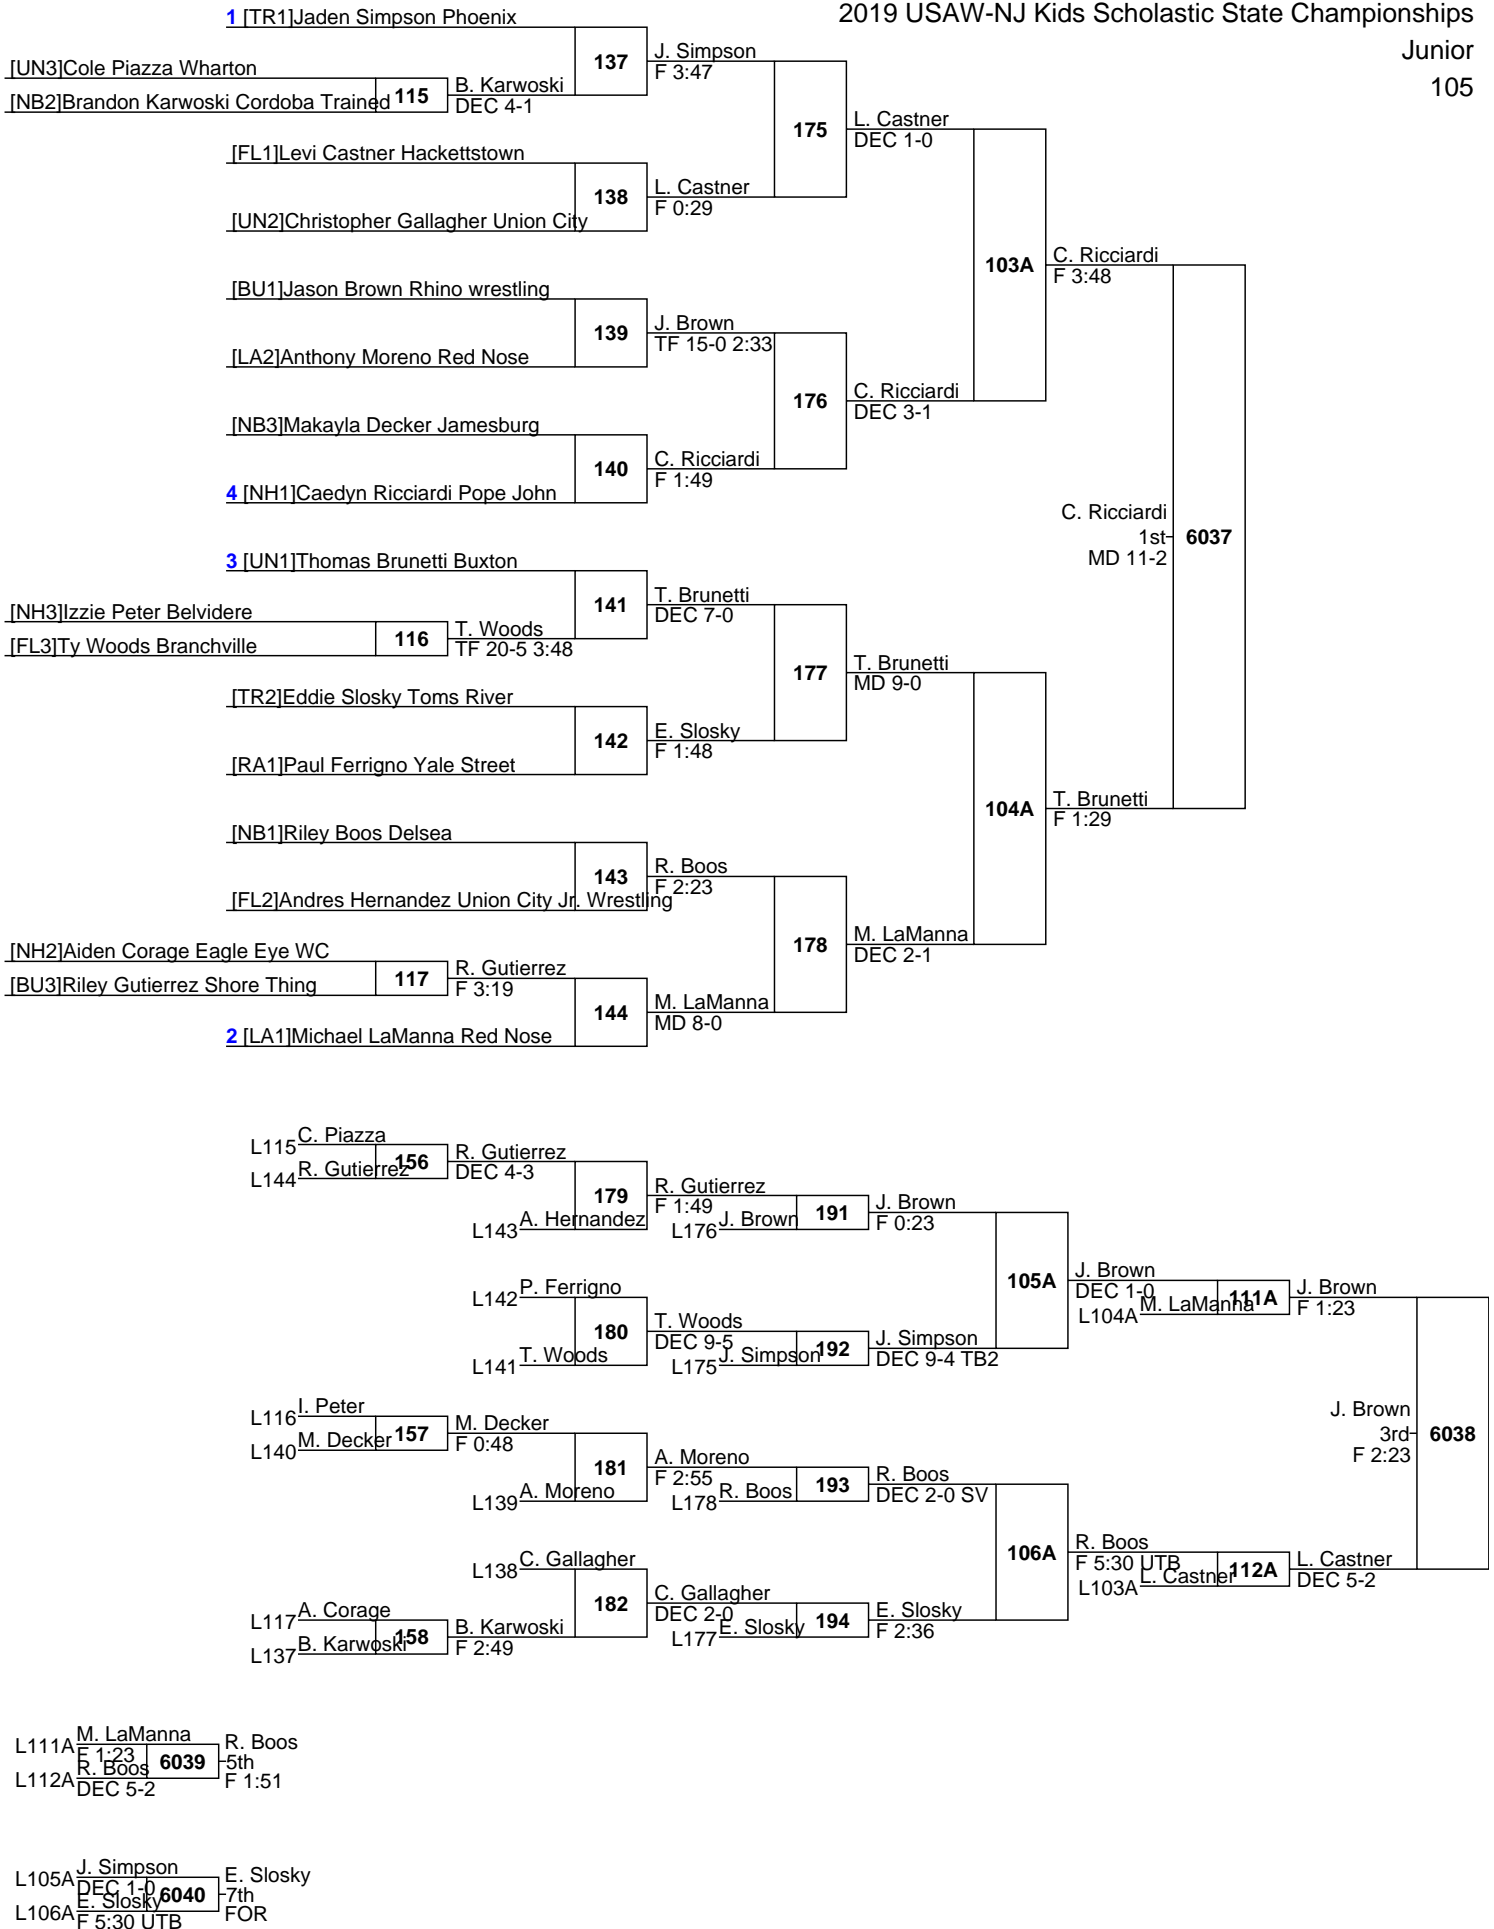 2019 USAW-NJ Kids Scholastic State Championships
Junior
105
1 [TR1]Jaden Simpson Phoenix
137
J. Simpson
F 3:47
[UN3]Cole Piazza Wharton
[NB2]Brandon Karwoski Cordoba Trained
115
B. Karwoski
DEC 4-1
175
L. Castner
DEC 1-0
[FL1]Levi Castner Hackettstown
138
L. Castner
F 0:29
[UN2]Christopher Gallagher Union City
103A
C. Ricciardi
F 3:48
[BU1]Jason Brown Rhino wrestling
139
J. Brown
TF 15-0 2:33
[LA2]Anthony Moreno Red Nose
176
C. Ricciardi
DEC 3-1
[NB3]Makayla Decker Jamesburg
140
C. Ricciardi
F 1:49
4 [NH1]Caedyn Ricciardi Pope John
C. Ricciardi
1st
MD 11-2
6037
3 [UN1]Thomas Brunetti Buxton
141
T. Brunetti
DEC 7-0
[NH3]Izzie Peter Belvidere
[FL3]Ty Woods Branchville
116
T. Woods
TF 20-5 3:48
177
T. Brunetti
MD 9-0
[TR2]Eddie Slosky Toms River
142
E. Slosky
F 1:48
[RA1]Paul Ferrigno Yale Street
104A
T. Brunetti
F 1:29
[NB1]Riley Boos Delsea
143
R. Boos
F 2:23
[FL2]Andres Hernandez Union City Jr. Wrestling
178
M. LaManna
DEC 2-1
[NH2]Aiden Corage Eagle Eye WC
[BU3]Riley Gutierrez Shore Thing
117
R. Gutierrez
F 3:19
144
M. LaManna
MD 8-0
2 [LA1]Michael LaManna Red Nose
L115 C. Piazza
L144 R. Gutierrez
156
R. Gutierrez
DEC 4-3
179
L143 A. Hernandez
R. Gutierrez
F 1:49
L176 J. Brown
191
J. Brown
F 0:23
105A
J. Brown
DEC 1-0
L104A M. LaManna
111A
J. Brown
F 1:23
L142 P. Ferrigno
180
L141 T. Woods
T. Woods
DEC 9-5
L175 J. Simpson
192
J. Simpson
DEC 9-4 TB2
L116 I. Peter
L140 M. Decker
157
M. Decker
F 0:48
181
L139 A. Moreno
A. Moreno
F 2:55
L178 R. Boos
193
R. Boos
DEC 2-0 SV
J. Brown
3rd
F 2:23
6038
106A
R. Boos
F 5:30 UTB
L103A L. Castner
112A
L. Castner
DEC 5-2
L138 C. Gallagher
182
C. Gallagher
DEC 2-0
L177 E. Slosky
194
E. Slosky
F 2:36
L117 A. Corage
L137 B. Karwoski
158
B. Karwoski
F 2:49
L111A M. LaManna
F 1:23
L112A R. Boos
DEC 5-2
6039
R. Boos
5th
F 1:51
L105A J. Simpson
DEC 1-0
L106A E. Slosky
F 5:30 UTB
6040
E. Slosky
7th
FOR